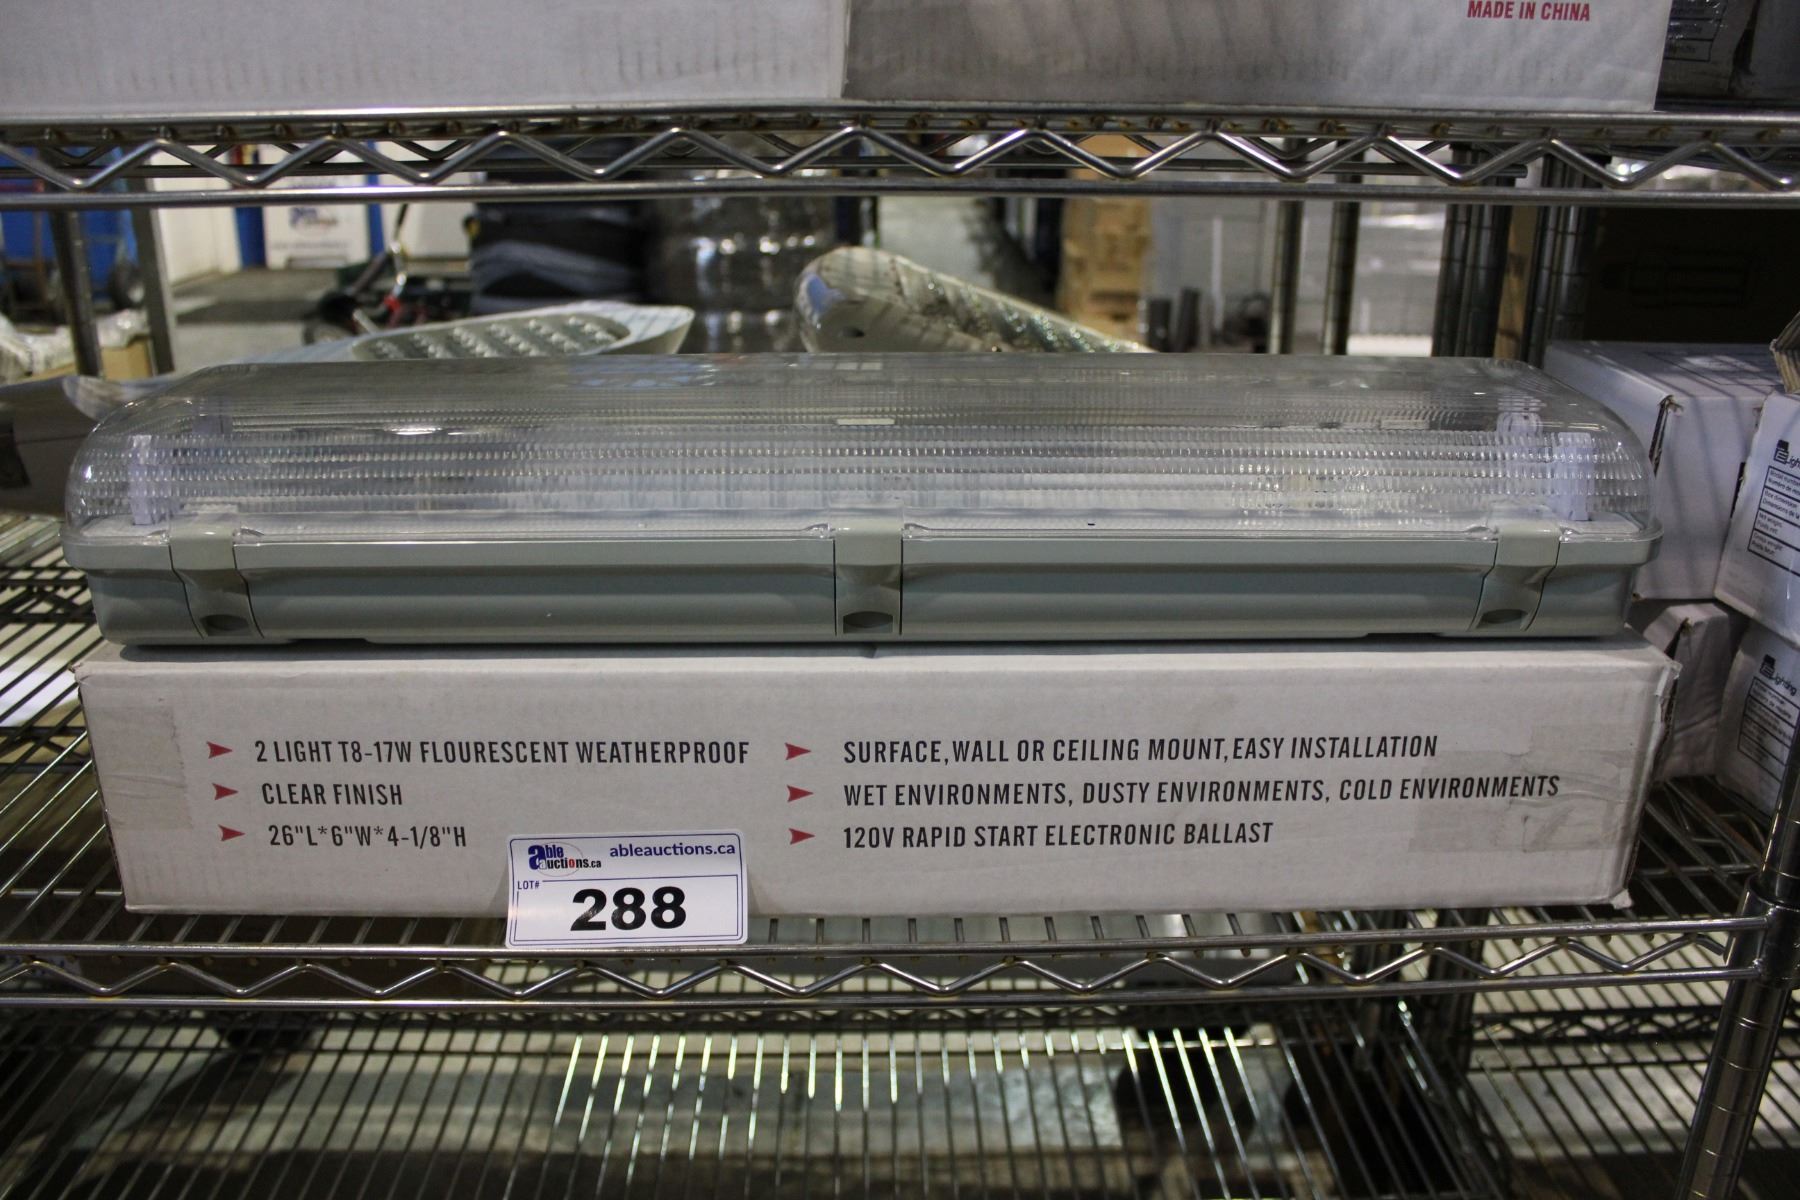 MADE IN CHINA
2 LIGHT T8-17W FLOURESCENT WEATHERPROOF
CLEAR FINISH
26"L*6"W*4-1/8"H
SURFACE,WALL OR CEILING MOUNT,EASY INSTALLATION
WET ENVIRONMENTS, DUSTY ENVIRONMENTS, COLD ENVIRONMENTS
120V RAPID START ELECTRONIC BALLAST
able auctions.ca
ableauctions.ca
LOT#
288
Lighting